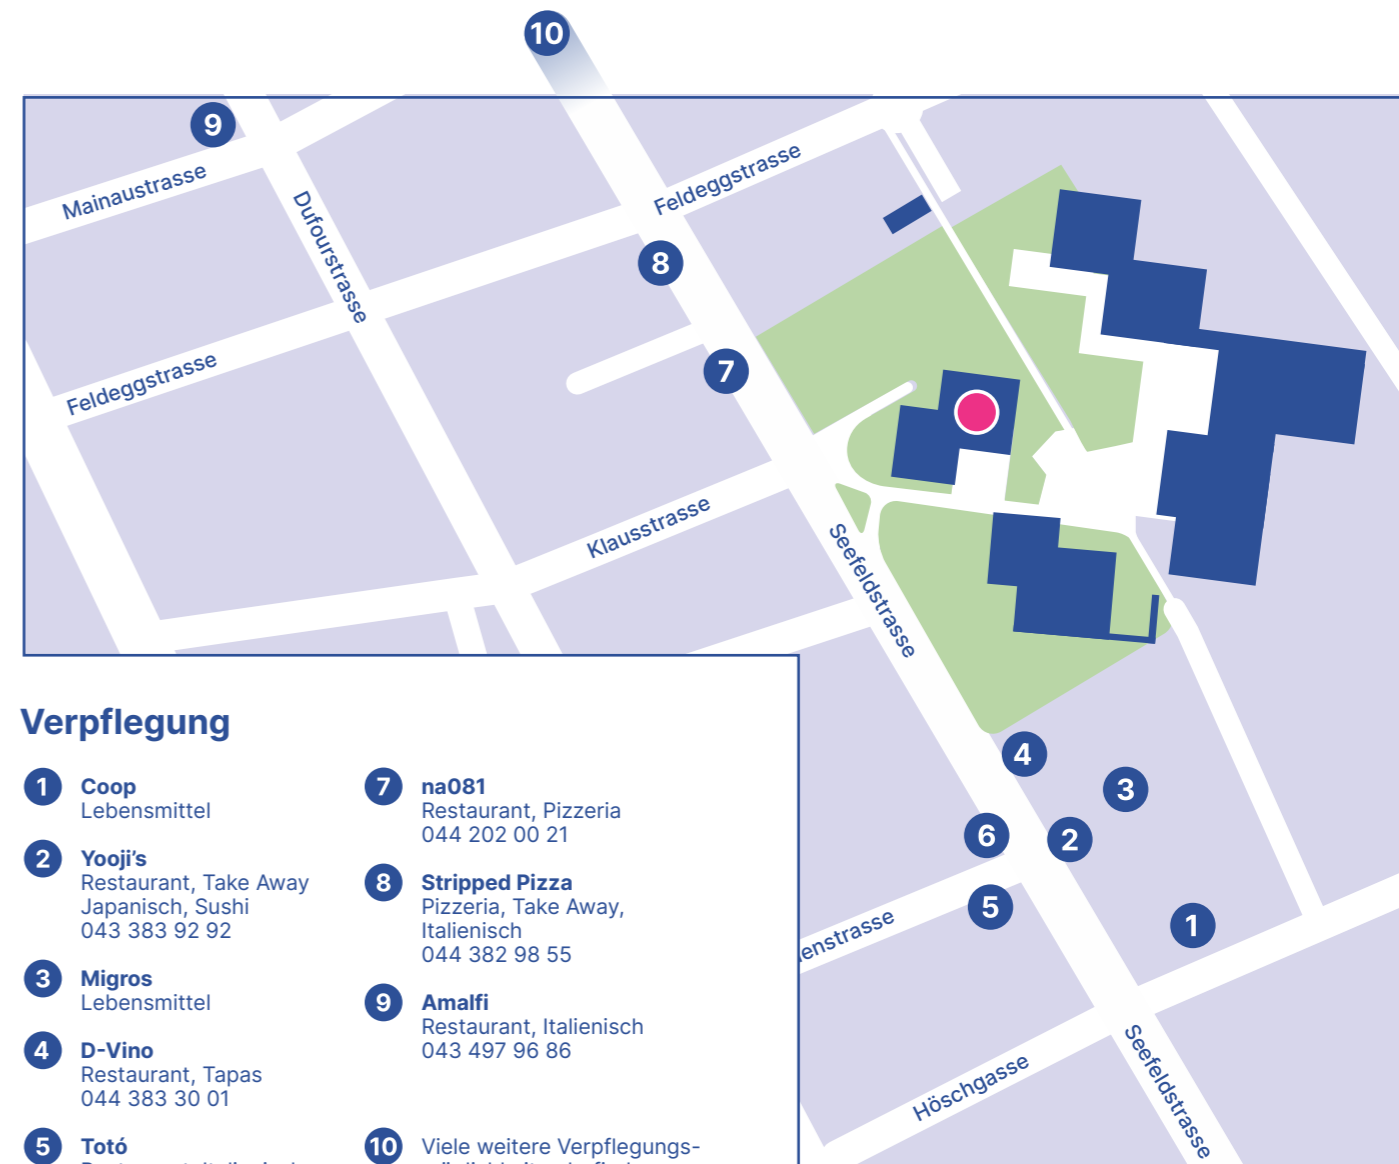 10
9
Mainaustrasse
Dufourstrasse
Feldeggstrasse
8
7
Feldeggstrasse
Klausstrasse
Seefeldstrasse
4
3
6
2
5
1
Höschgasse
Seefeldstrasse
Verpflegung
1 Coop
Lebensmittel
2 Yooji’s
Restaurant, Take Away
Japanisch, Sushi
043 383 92 92
3 Migros
Lebensmittel
4 D-Vino
Restaurant, Tapas
044 383 30 01
5 Totó
7 na081
Restaurant, Pizzeria
044 202 00 21
8 Stripped Pizza
Pizzeria, Take Away,
Italienisch
044 382 98 55
9 Amalfi
Restaurant, Italienisch
043 497 96 86
10 Viele weitere Verpflegungs-